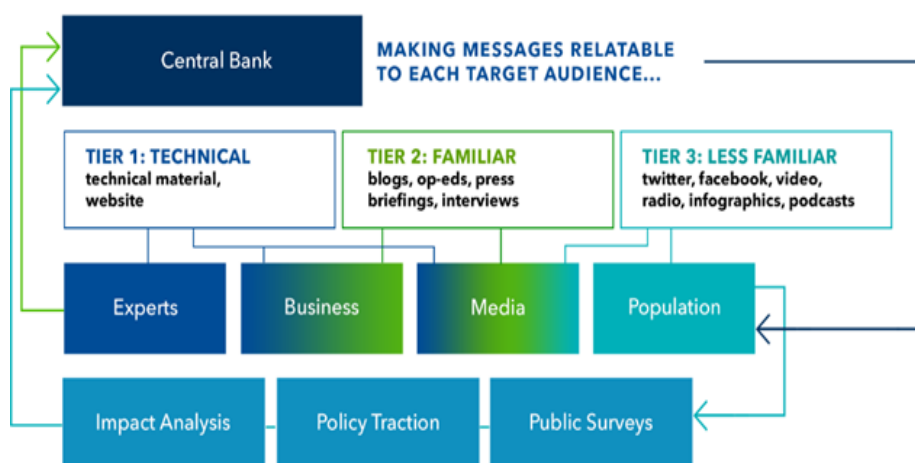 Central Bank
MAKING MESSAGES RELATABLE
TO EACH TARGET AUDIENCE...
TIER 1: TECHNICAL
technical material,
website
TIER 2: FAMILIAR
blogs, op-eds, press
briefings, interviews
TIER 3: LESS FAMILIAR
twitter, facebook, video,
radio, infographics, podcasts
Experts
Business
Media
Population
Impact Analysis
Policy Traction
Public Surveys